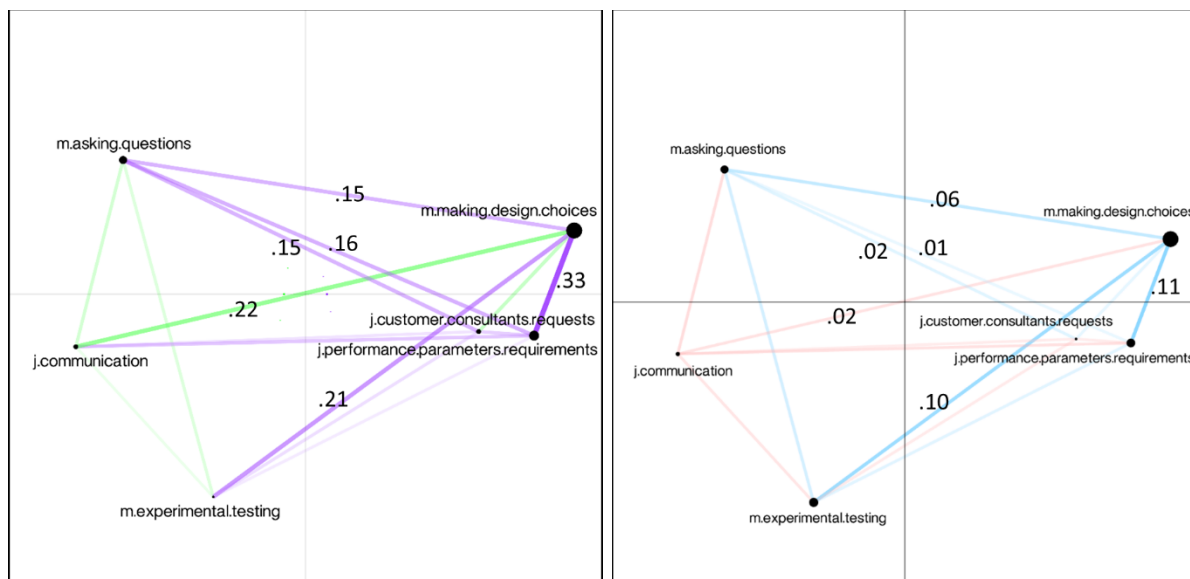 m.asking.questions
.15
m.making.design.choices
.15
.16
.33
.22
j.customer.consultants.requests
j.performance.parameters.requirements
j.communication
.21
m.experimental.testing
m.asking.questions
.06
m.making.design.choices
.02
.01
.11
.02
j.customer.consultants.requests
j.performance.parameters.requirements
j.communication
.10
m.experimental.testing